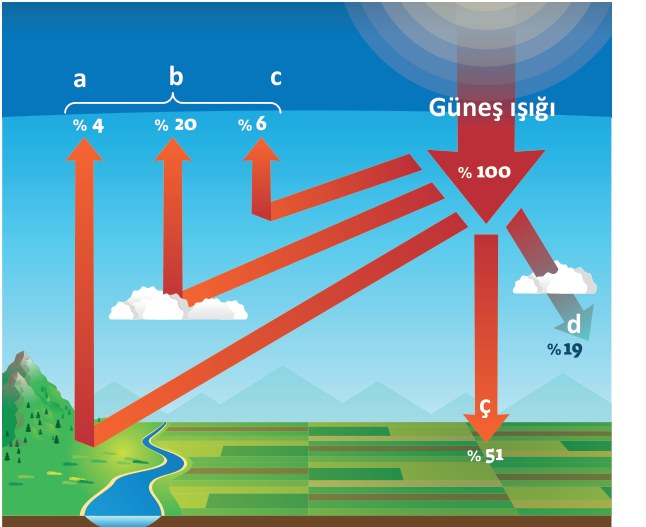 a b c
% 4 % 20 % 6
Güneş ışığı
% 100
d
%19
ç
% 51